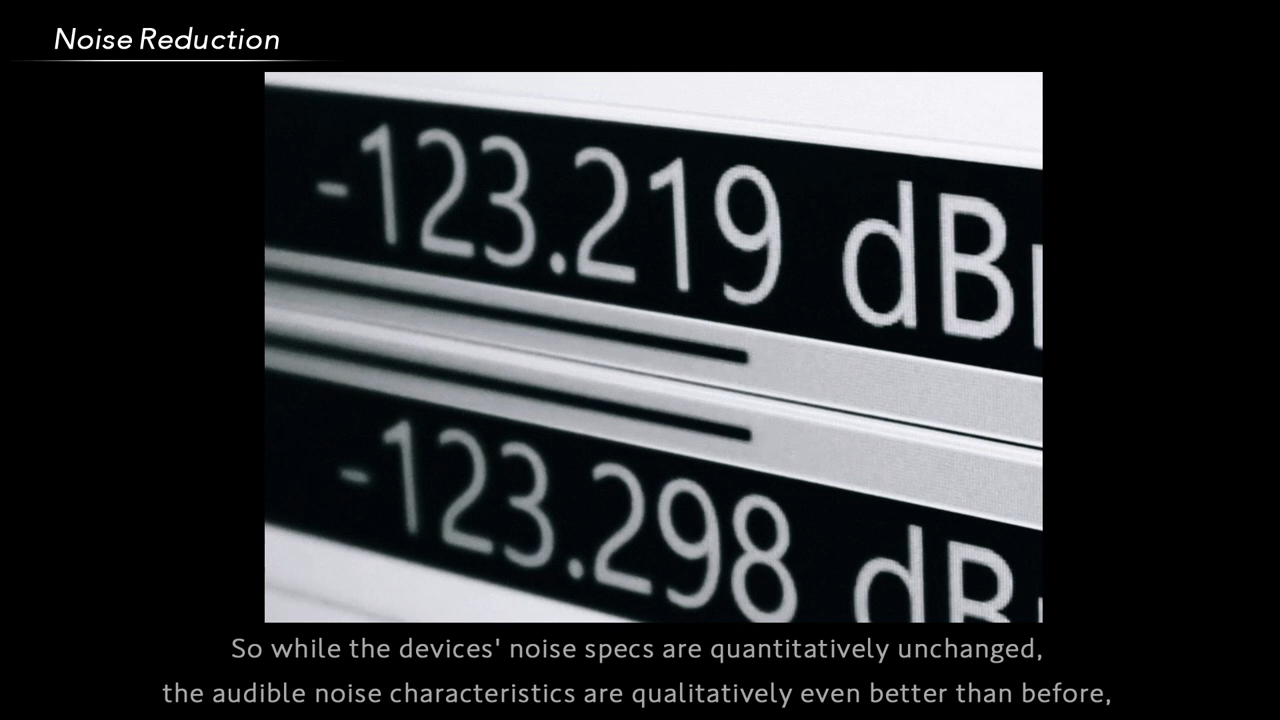 Noise Reduction
-123.219 dB
-123.298 dB
So while the devices' noise specs are quantitatively unchanged,
the audible noise characteristics are qualitatively even better than before,